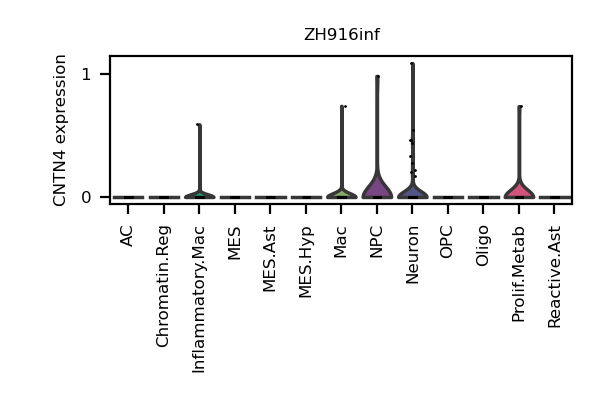 ZH916inf
CNTN4 expression
1
0
AC
Chromatin.Reg
Inflammatory.Mac
MES
MES.Ast
MES.Hyp
Mac
NPC
Neuron
OPC
Oligo
Prolif.Metab
Reactive.Ast